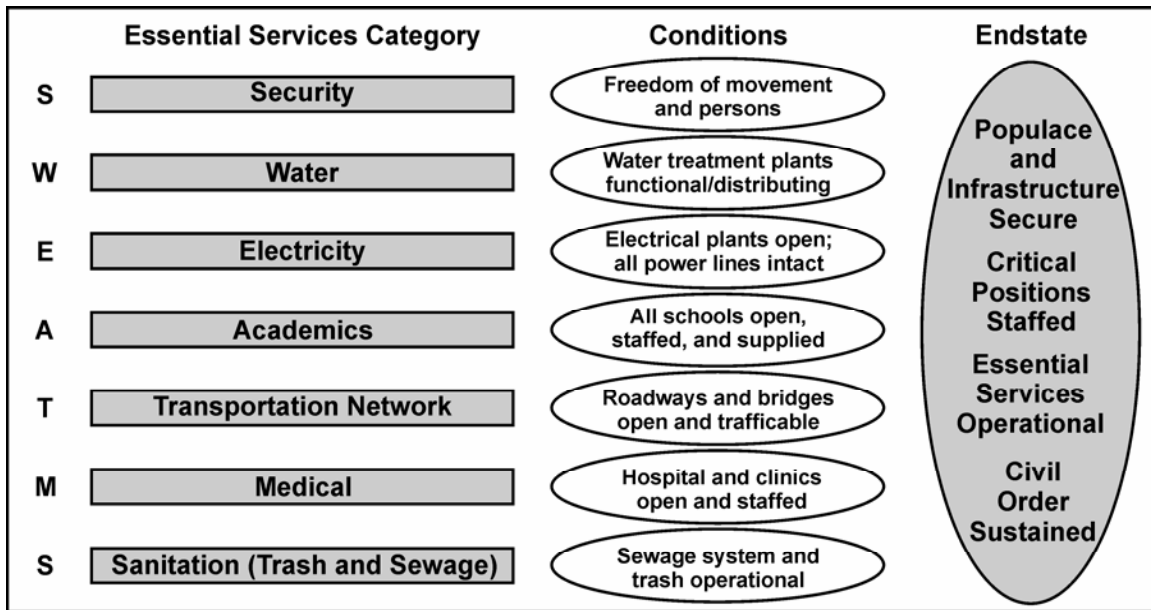 Essential Services Category Conditions Endstate
S Security
Freedom of movement
and persons
W Water
Water treatment plants
functional/distributing
E Electricity
Electrical plants open;
all power lines intact
A Academics
All schools open,
staffed, and supplied
T Transportation Network
Roadways and bridges
open and trafficable
M Medical
Hospital and clinics
open and staffed
S Sanitation (Trash and Sewage)
Sewage system and
trash operational
Populace
and
Infrastructure
Secure
Critical
Positions
Staffed
Essential
Services
Operational
Civil
Order
Sustained